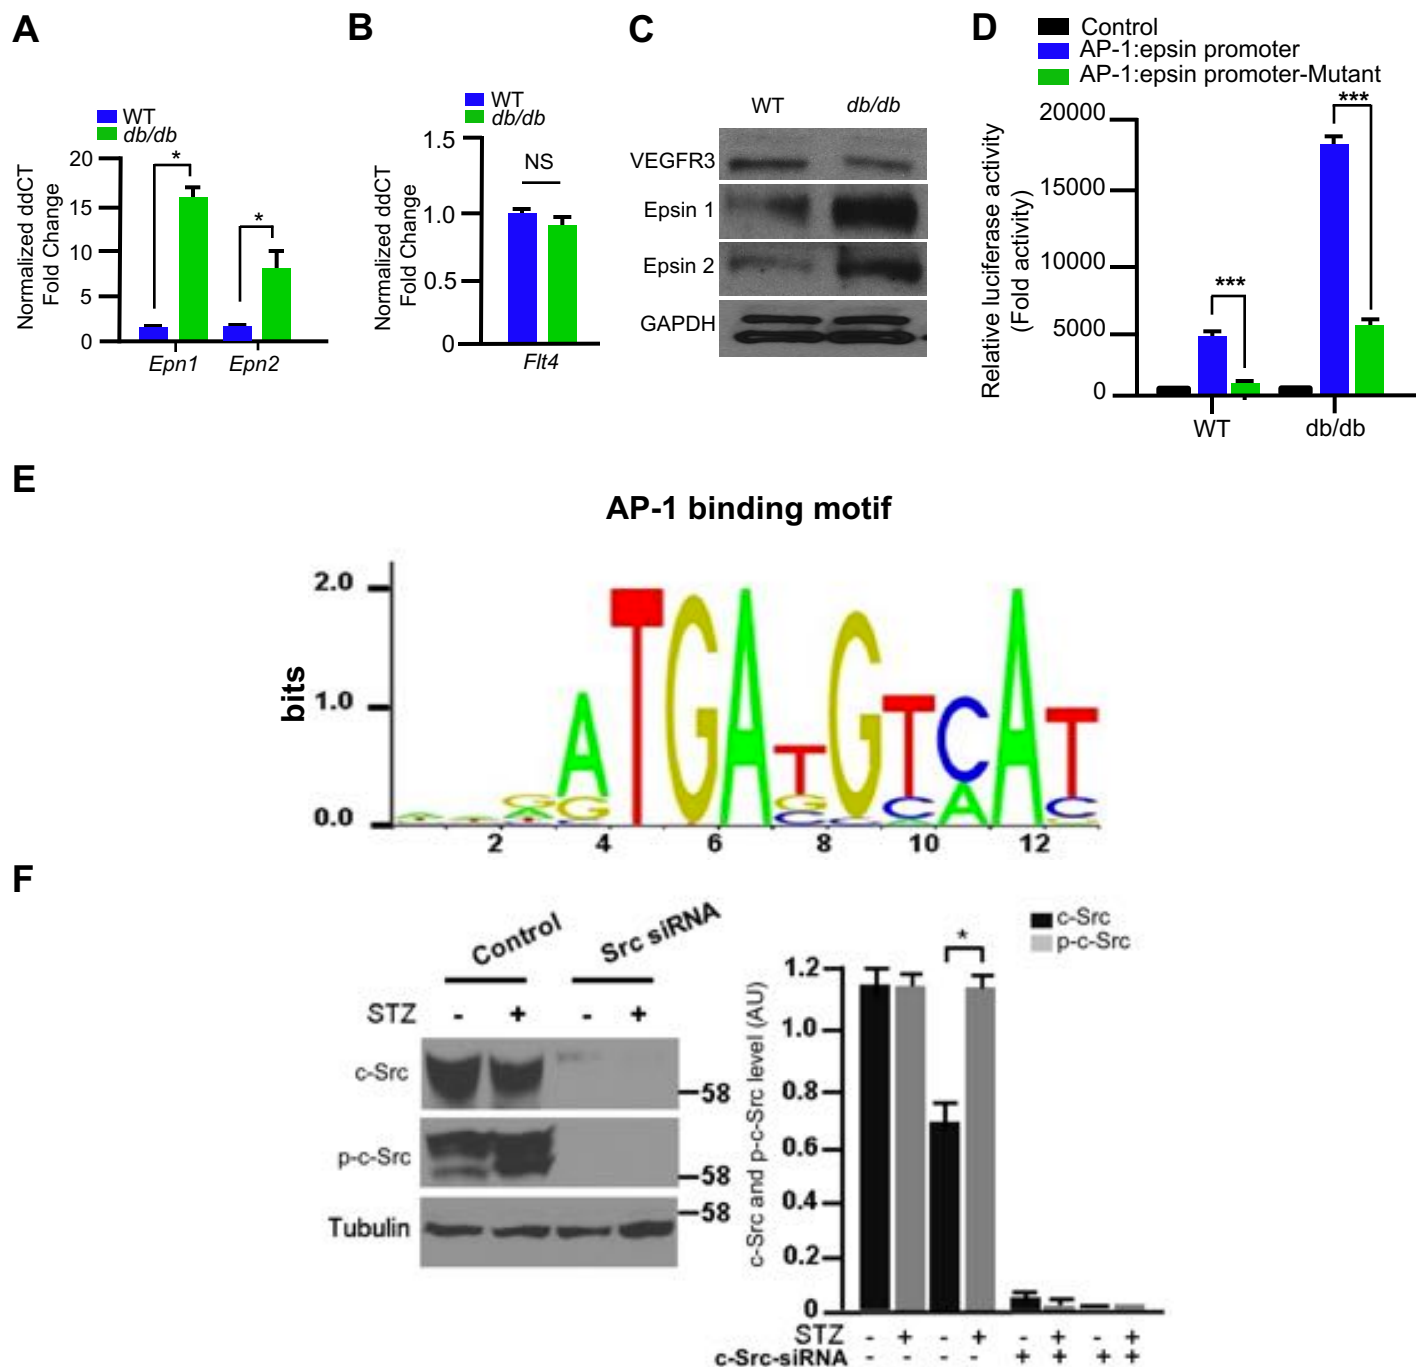 A
WT
db/db
Normalized ddCT
Fold Change
20
15
10
5
0
*
*
Epn1
Epn2
B
WT
db/db
Normalized ddCT
Fold Change
1.5
1.0
0.5
0
NS
Flt4
C
WT
db/db
VEGFR3
Epsin 1
Epsin 2
GAPDH
D
Control
AP-1:epsin promoter
AP-1:epsin promoter-Mutant
Relative luciferase activity
(Fold activity)
20000
15000
10000
5000
0
***
***
WT
db/db
E
AP-1 binding motif
bits
2.0
1.0
0.0
A T G A T G T C A T
G A G G C C A C
2 4 6 8 10 12
F
Control
Src siRNA
STZ - + - +
c-Src
58
p-c-Src
58
58
Tubulin
c-Src
p-c-Src
c-Src and p-c-Src level (AU)
1.2
1.0
0.8
0.6
0.4
0.2
0
*
STZ - + - + - + - +
c-Src-siRNA - - - - + + + +